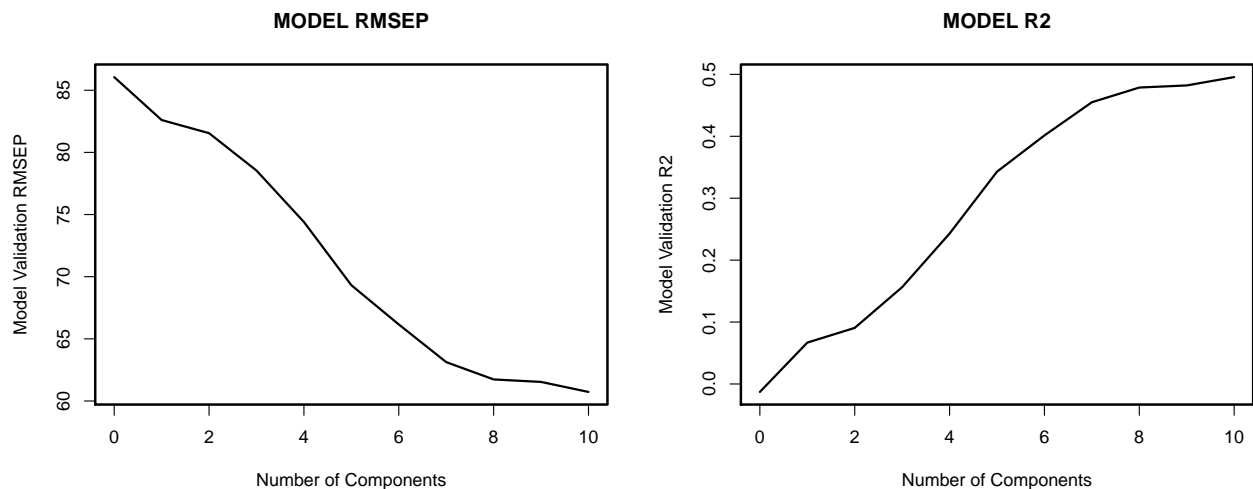 MODEL RMSEP
Model Validation RMSEP
85
80
75
70
65
60
0 2 4 6 8 10
Number of Components
MODEL R2
Model Validation R2
0.5
0.4
0.3
0.2
0.1
0.0
0 2 4 6 8 10
Number of Components